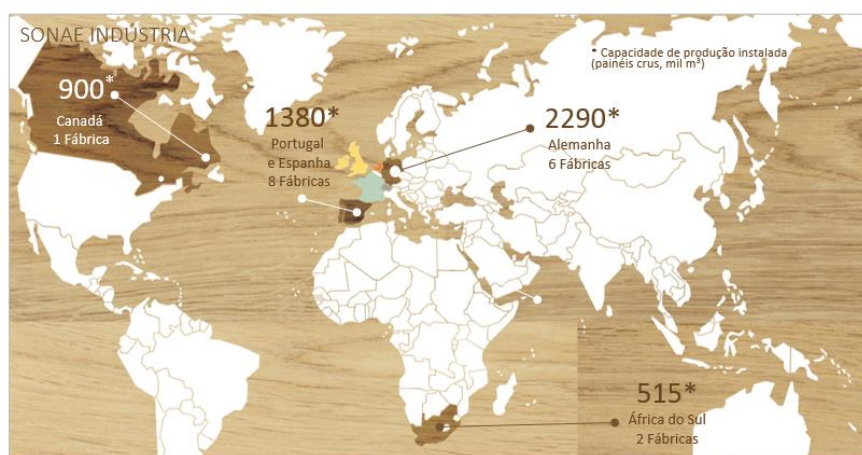 SONAE INDÚSTRIA
* Capacidade de produção instalada
(painéis crus, mil m³)
900*
Canadá
1 Fábrica
1380*
Portugal
e Espanha
8 Fábricas
2290*
Alemanha
6 Fábricas
515*
África do Sul
2 Fábricas